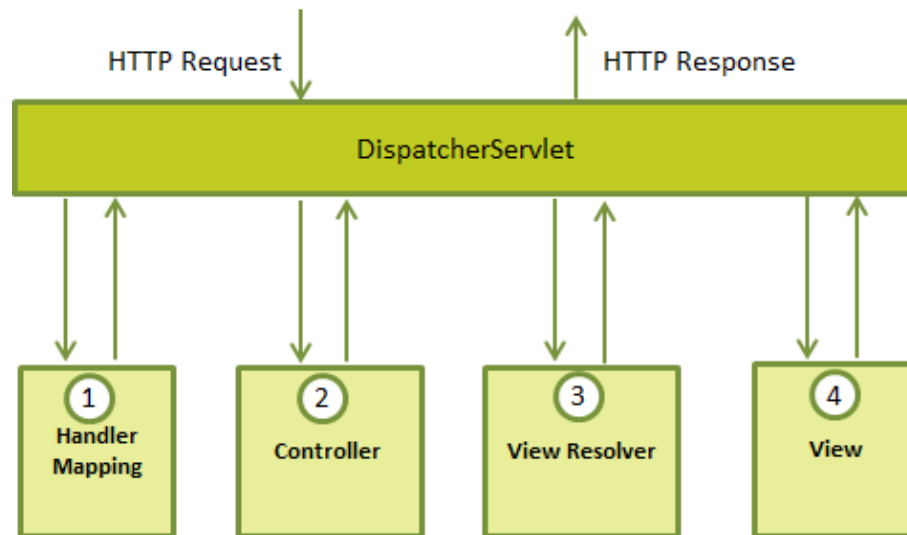 HTTP Request
HTTP Response
DispatcherServlet
1
Handler
Mapping
2
Controller
3
View Resolver
4
View